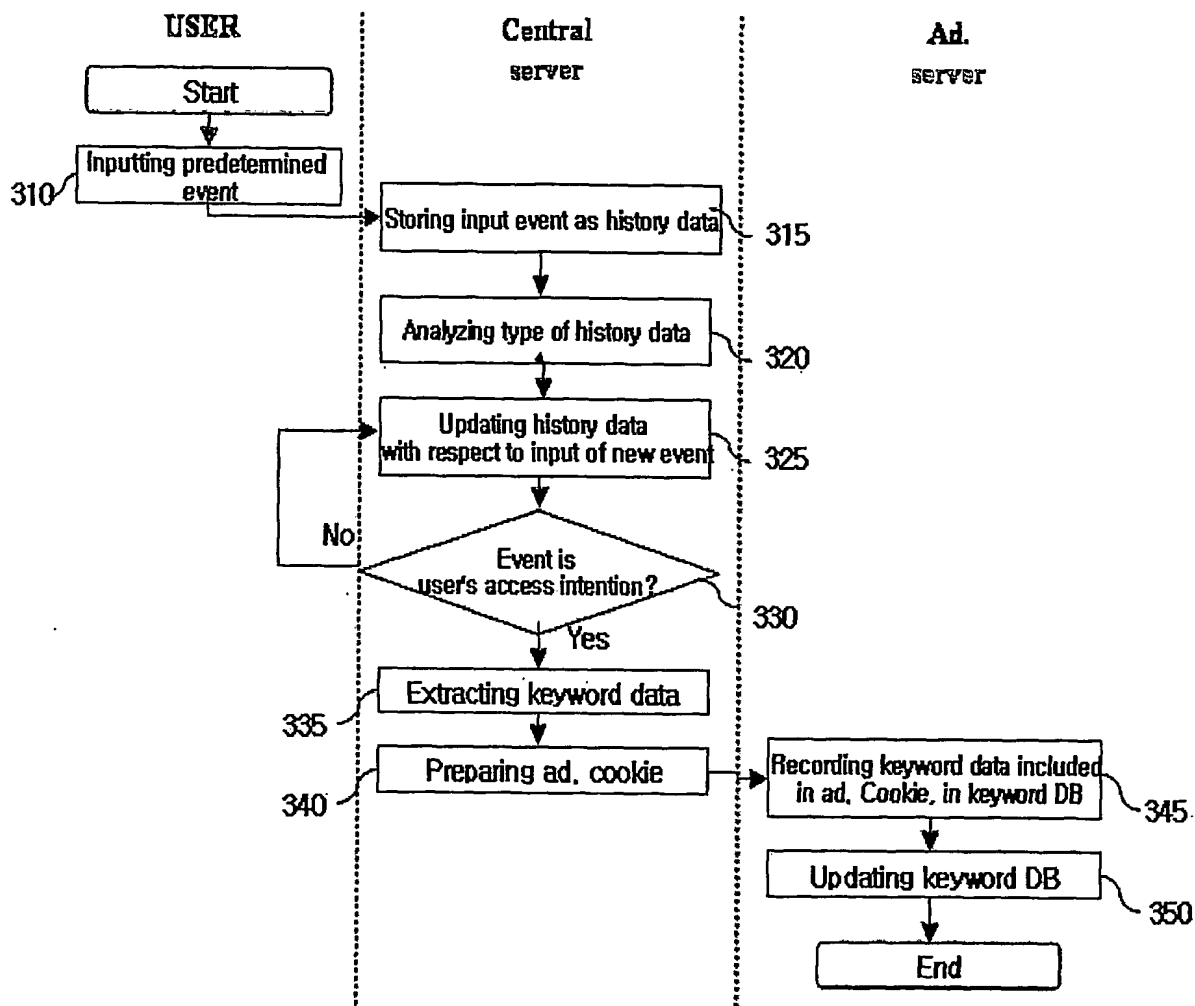 USER
Central
server
Ad.
server
Start
Inputting predetermined
event
310
Storing input event as history data
315
Analyzing type of history data
320
Updating history data
with respect to input of new event
325
No
Event is
user's access intention?
330
Yes
Extracting keyword data
335
Preparing ad. cookie
340
Recording keyword data included
in ad. Cookie, in keyword DB
345
Updating keyword DB
350
End